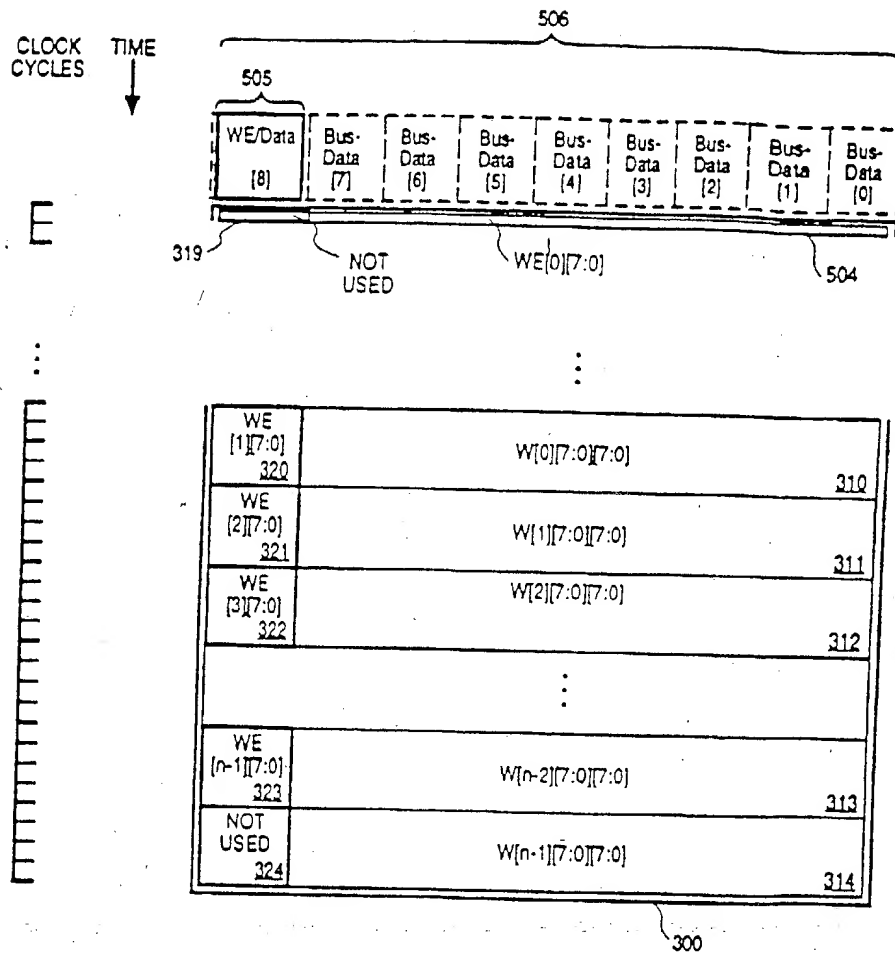 506
CLOCK TIME
CYCLES
505
WE/Data [8]
Bus-Data [7]
Bus-Data [6]
Bus-Data [5]
Bus-Data [4]
Bus-Data [3]
Bus-Data [2]
Bus-Data [1]
Bus-Data [0]
319
NOT USED
WE[0][7:0]
504
WE [1][7:0] 320
W[0][7:0][7:0] 310
WE [2][7:0] 321
W[1][7:0][7:0] 311
WE [3][7:0] 322
W[2][7:0][7:0] 312
WE [n-1][7:0] 323
W[n-2][7:0][7:0] 313
NOT USED 324
W[n-1][7:0][7:0] 314
300